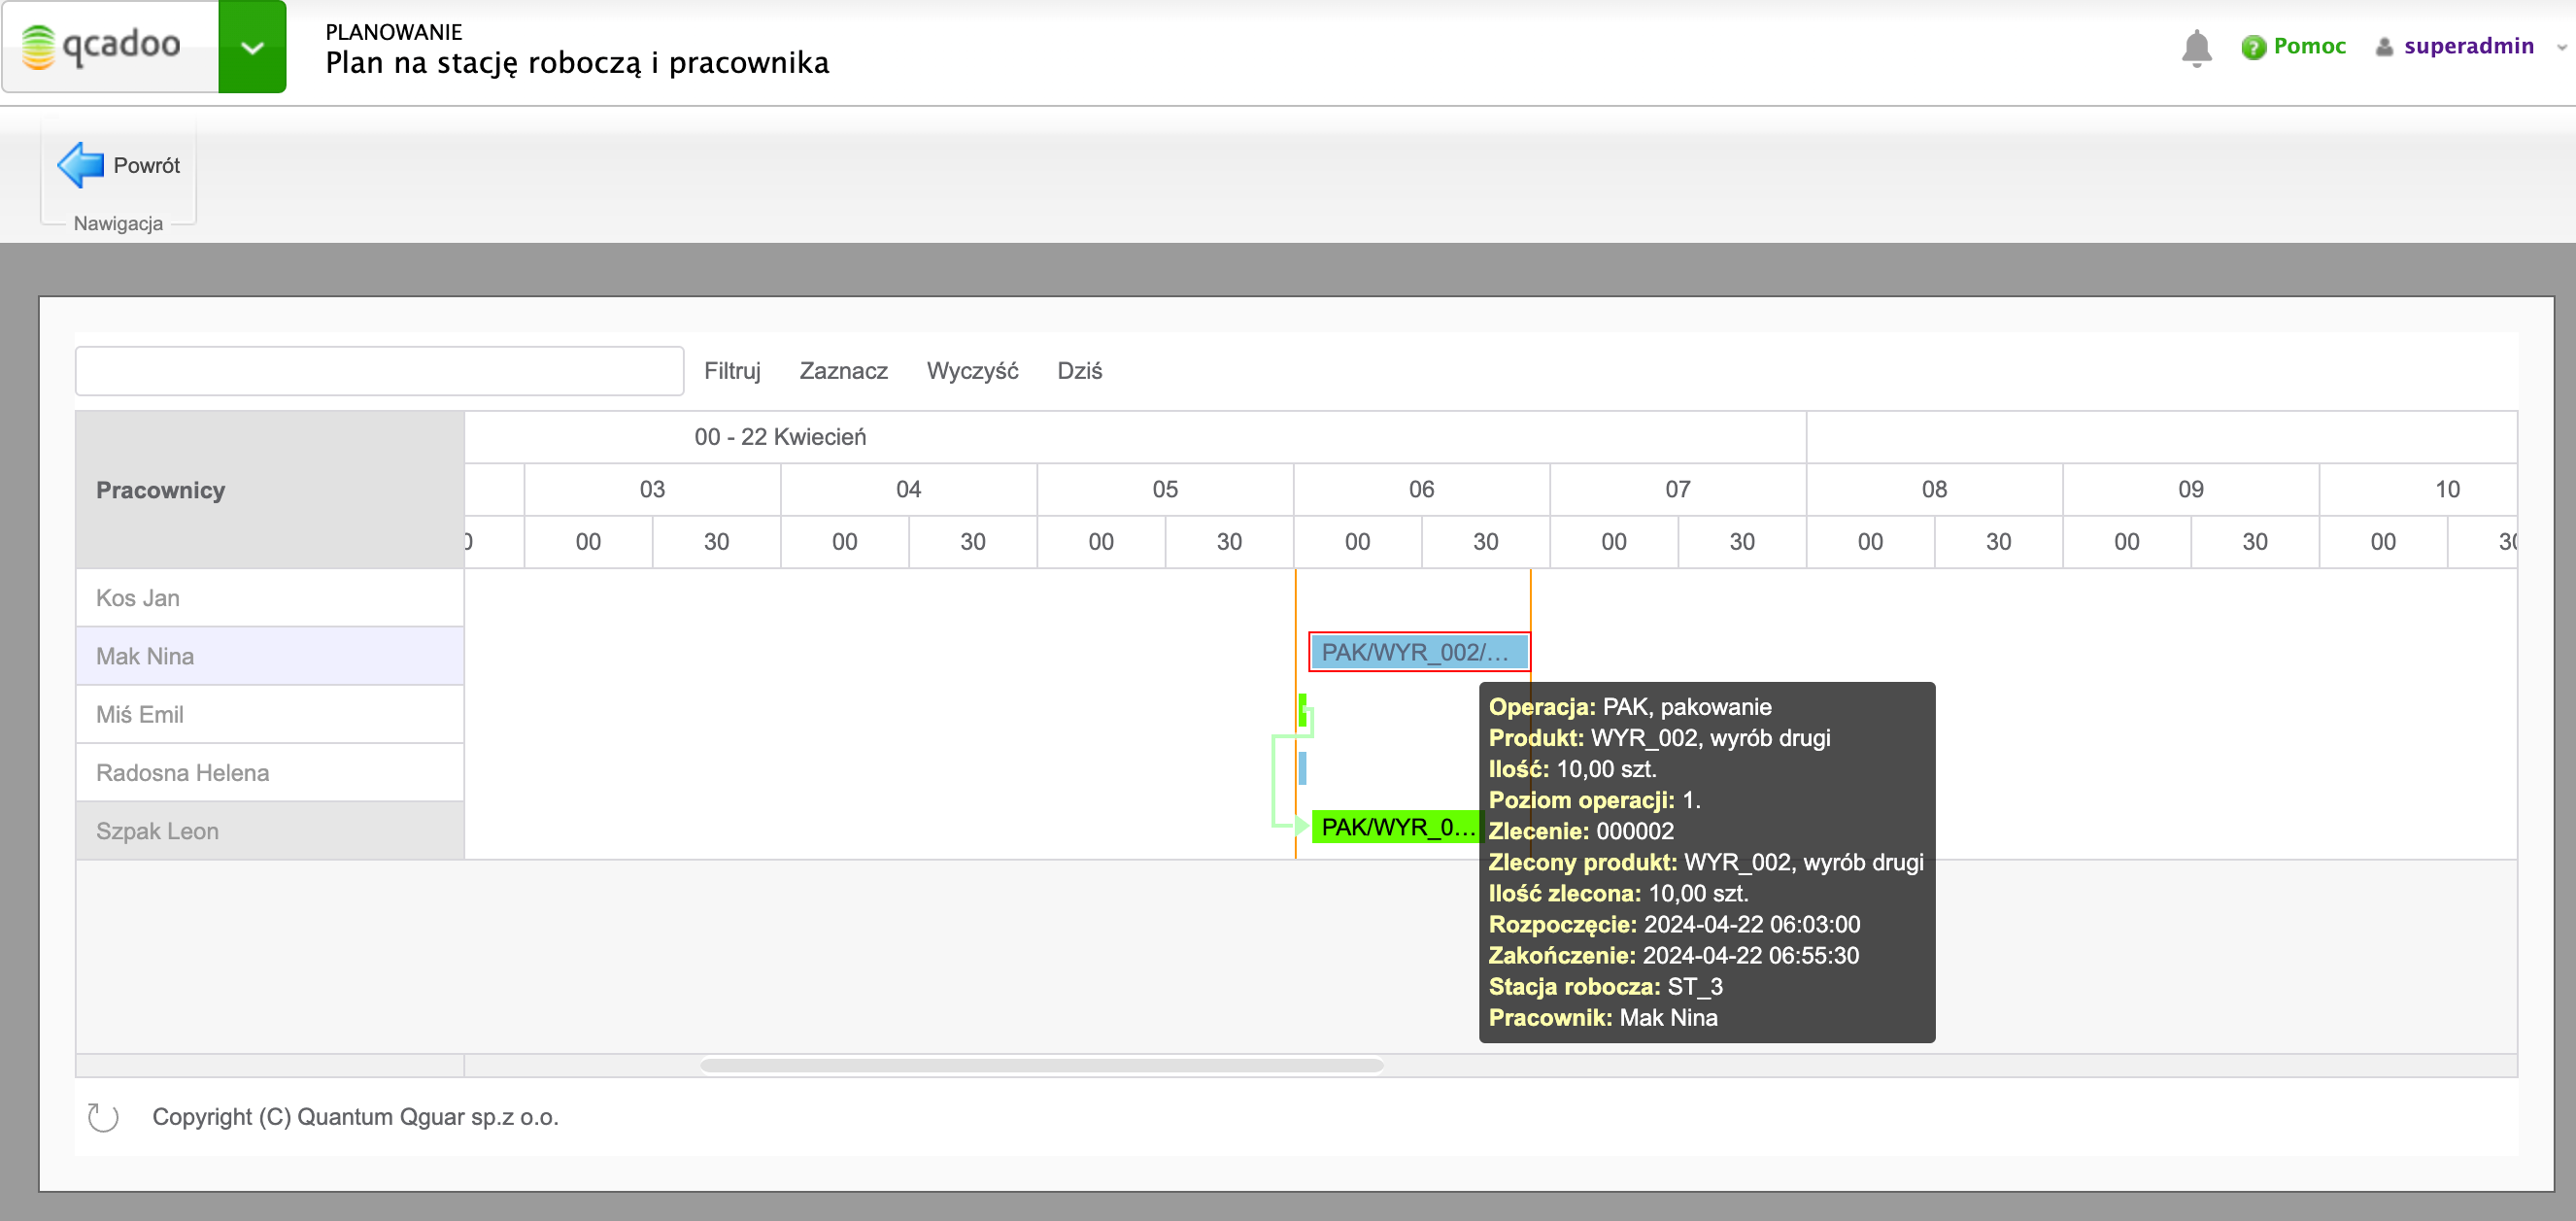 qcadoo
PLANOWANIE
Plan na stację roboczą i pracownika
Pomoc
superadmin
Powrót
Nawigacja
Filtruj Zaznacz Wyczyść Dziś
Pracownicy
00 - 22 Kwiecień
03 04 05 06 07 08 09 10
00 30 00 30 00 30 00 30 00 30 00 30 00 30 00
Kos Jan
Mak Nina
PAK/WYR_002/...
Miś Emil
Radosna Helena
Szpak Leon
PAK/WYR_0...
Operacja: PAK, pakowanie
Produkt: WYR_002, wyrób drugi
Ilość: 10,00 szt.
Poziom operacji: 1.
Zlecenie: 000002
Zlecony produkt: WYR_002, wyrób drugi
Ilość zlecona: 10,00 szt.
Rozpoczęcie: 2024-04-22 06:03:00
Zakończenie: 2024-04-22 06:55:30
Stacja robocza: ST_3
Pracownik: Mak Nina
Copyright (C) Quantum Qguar sp.z o.o.